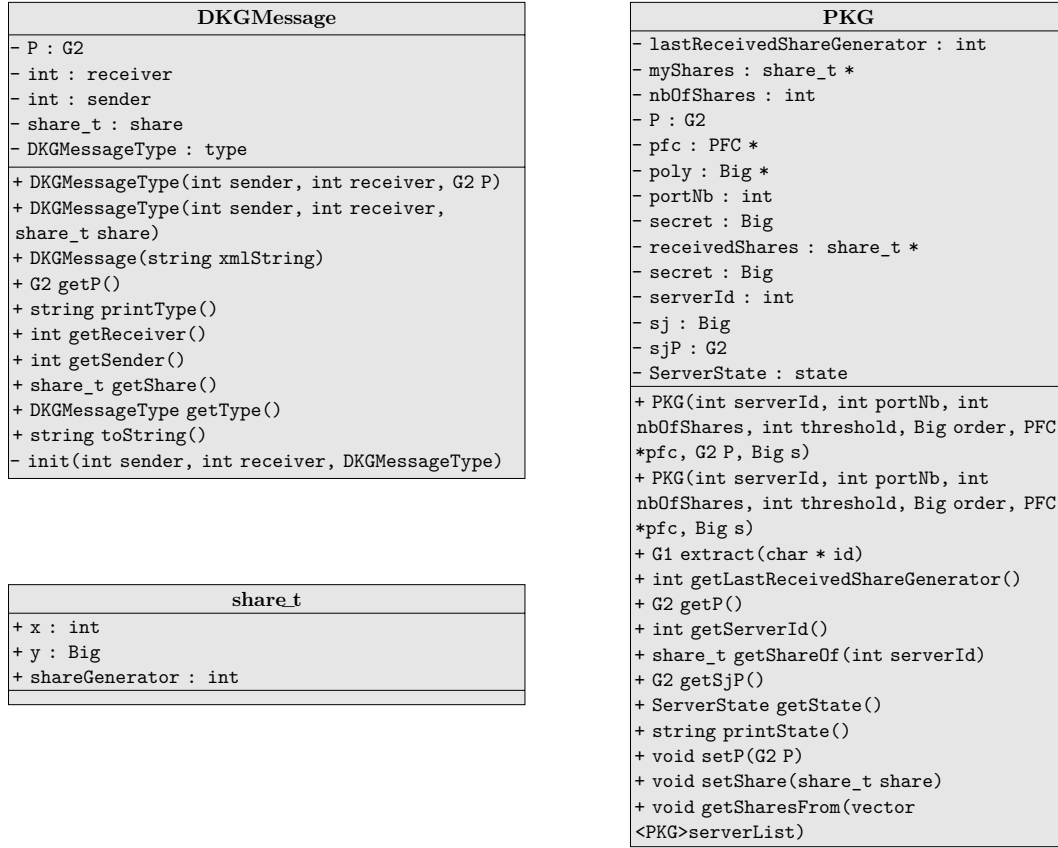 DKGMessage
- P : G2
- int : receiver
- int : sender
- share_t : share
- DKGMessageType : type
+ DKGMessageType(int sender, int receiver, G2 P)
+ DKGMessageType(int sender, int receiver,
share_t share)
+ DKGMessage(string xmlString)
+ G2 getP()
+ string printType()
+ int getReceiver()
+ int getSender()
+ share_t getShare()
+ DKGMessageType getType()
+ string toString()
- init(int sender, int receiver, DKGMessageType)
share_t
+ x : int
+ y : Big
+ shareGenerator : int
PKG
- lastReceivedShareGenerator : int
- myShares : share_t *
- nbOfShares : int
- P : G2
- pfc : PFC *
- poly : Big *
- portNb : int
- secret : Big
- receivedShares : share_t *
- secret : Big
- serverId : int
- sj : Big
- sjP : G2
- ServerState : state
+ PKG(int serverId, int portNb, int
nbOfShares, int threshold, Big order, PFC
*pfc, G2 P, Big s)
+ PKG(int serverId, int portNb, int
nbOfShares, int threshold, Big order, PFC
*pfc, Big s)
+ G1 extract(char * id)
+ int getLastReceivedShareGenerator()
+ G2 getP()
+ int getServerId()
+ share_t getShareOf(int serverId)
+ G2 getSjP()
+ ServerState getState()
+ string printState()
+ void setP(G2 P)
+ void setShare(share_t share)
+ void getSharesFrom(vector
<PKG>serverList)